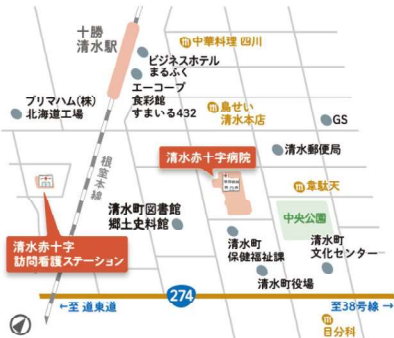 十勝
清水駅
中華料理 四川
ビジネスホテル
まるふく
エーコープ
食彩館
すまいる432
プリマハム(株)
北海道工場
鳥せい
清水本店
GS
清水郵便局
清水赤十字病院
根室本線
韋駄天
清水町図書館
郷土史料館
中央公園
清水赤十字
訪問看護ステーション
清水町
保健福祉課
清水町
文化センター
清水町役場
274
←至 道東道
至38号線→
日分科